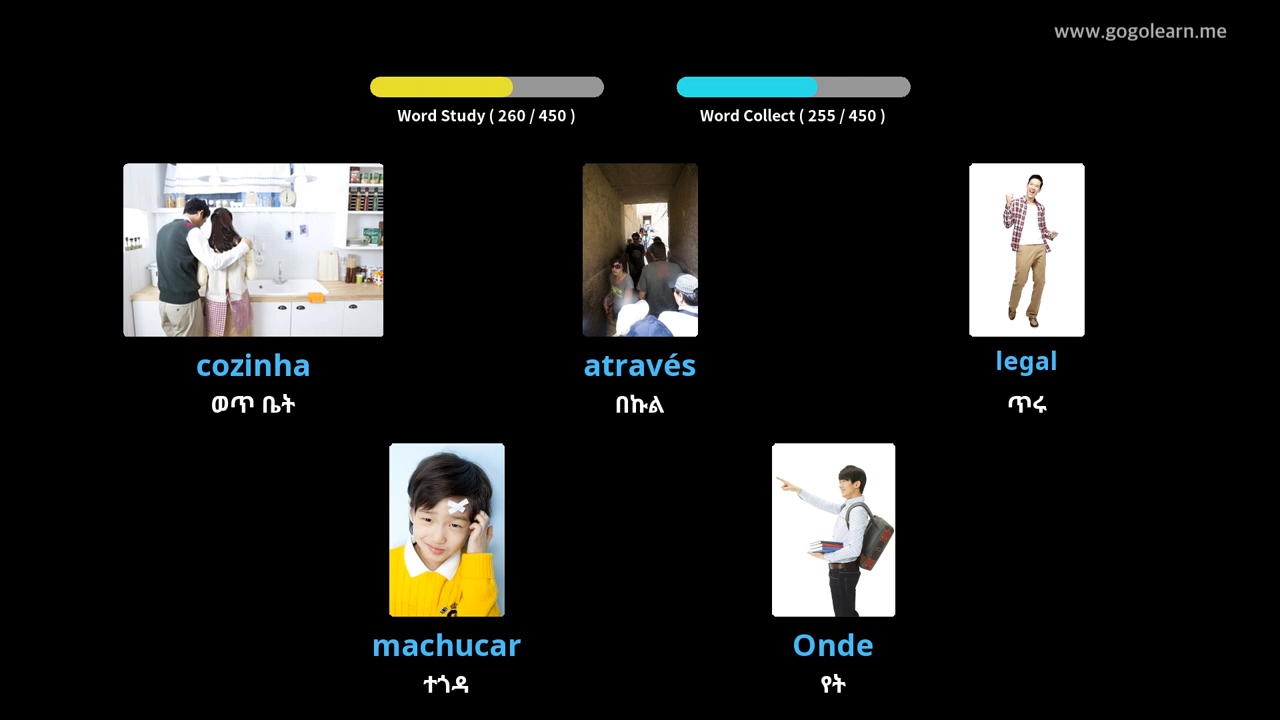 www.gogolearn.me
Word Study ( 260 / 450 )
Word Collect ( 255 / 450 )
cozinha
ወጥ ቤት
através
በኩል
legal
ጥሩ
machucar
ተጎዳ
Onde
የት